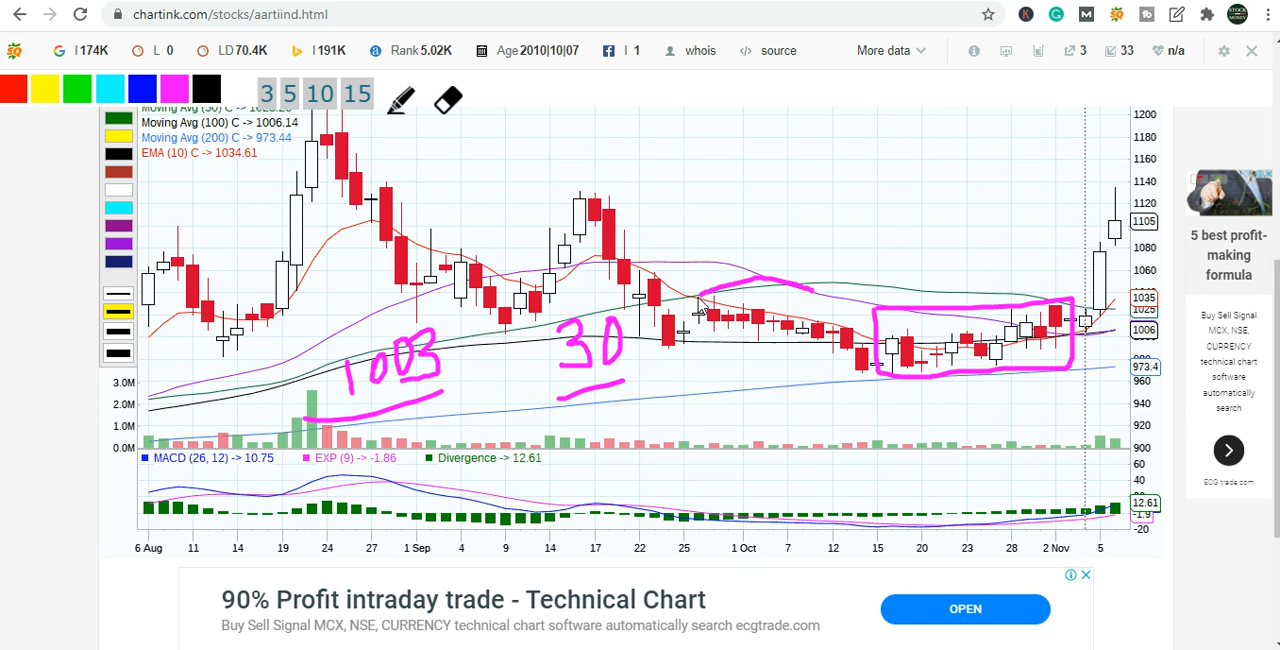 chartink.com/stocks/aartiind.html
I 174K L 0 LD 70.4K I 191K Rank 5.02K Age 2010|10|07 I 1 whois source More data 3 33 n/a
3 5 10 15
Moving Avg (100) C -> 1006.14
Moving Avg (200) C -> 973.44
EMA (10) C -> 1034.61
1200
1180
1160
1140
1120
1105
1080
1060
1035
1025
1006
973.4
960
940
920
900
1003
30
3.0M
2.0M
1.0M
0.0M
MACD (26, 12) -> 10.75 EXP (9) -> -1.86 Divergence -> 12.61
60
40
12.61
-1.9
-20
6 Aug 11 14 19 24 27 1 Sep 4 9 14 17 22 25 1 Oct 7 12 15 20 23 28 2 Nov 5
5 best profit-
making
formula
Buy Sell Signal
MCX, NSE,
CURRENCY
technical chart
software
automatically
search
ECG trade.com
90% Profit intraday trade - Technical Chart
Buy Sell Signal MCX, NSE, CURRENCY technical chart software automatically search ecgtrade.com
OPEN